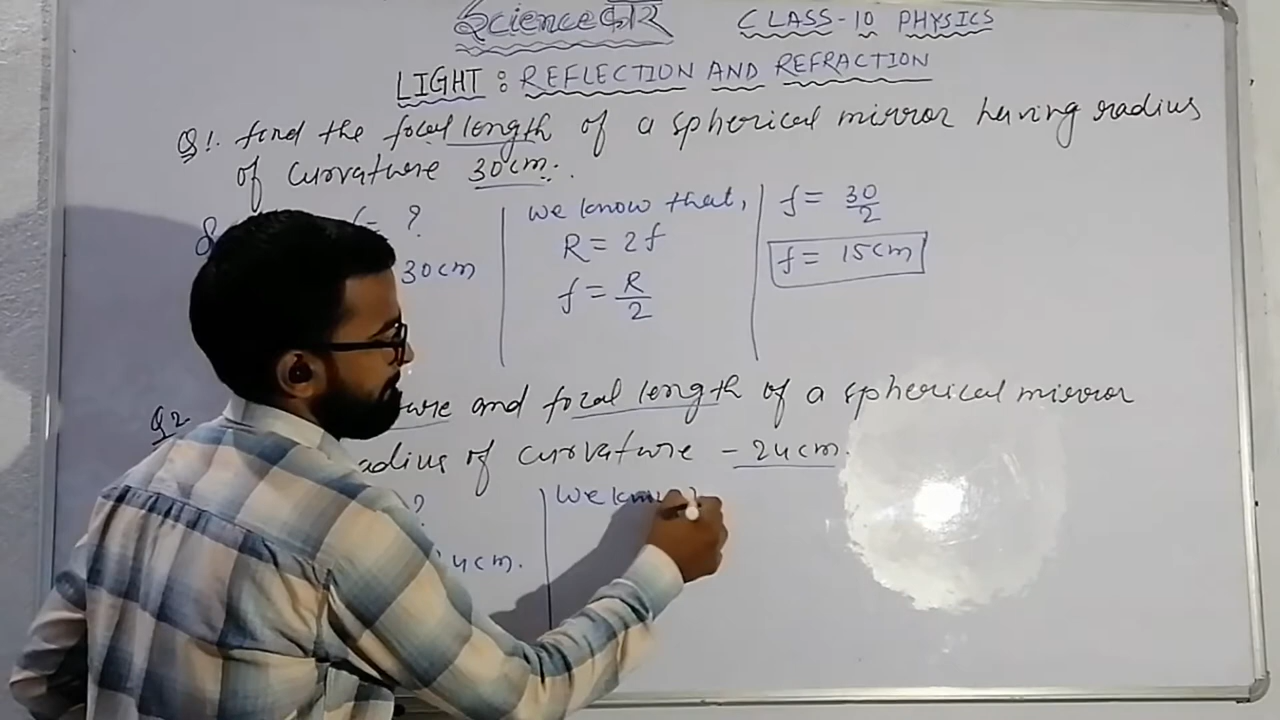 CLASS-10 PHYSICS
LIGHT : REFLECTION AND REFRACTION
Q1. find the focal length of a spherical mirror having radius
of curvature 30cm.
f= ?
30cm
we know that,
R= 2f
f = R/2
f= 30/2
f= 15cm
Q2
and focal length of a spherical mirror
radius of curvature -24cm.
?
4cm.
We know